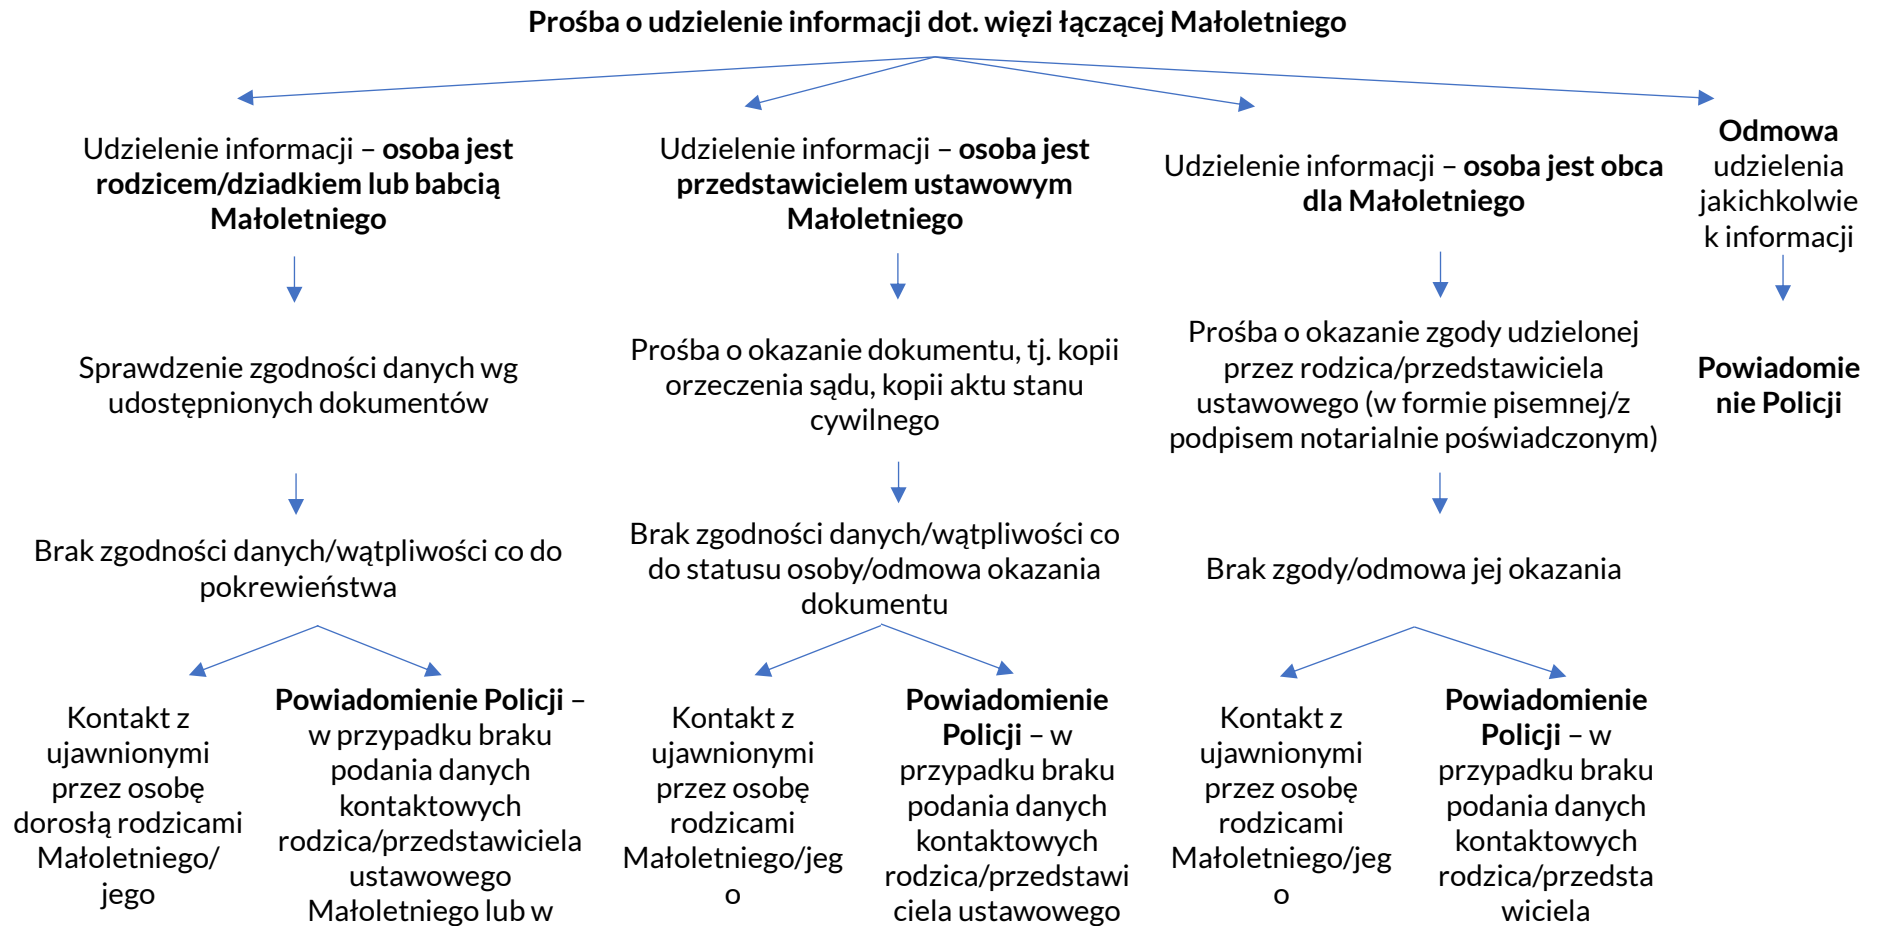 Prośba o udzielenie informacji dot. więzi łączącej Małoletniego
Udzielenie informacji – osoba jest
rodzicem/dziadkiem lub babcią
Małoletniego
Udzielenie informacji – osoba jest
przedstawicielem ustawowym
Małoletniego
Udzielenie informacji – osoba jest obca
dla Małoletniego
Odmowa
udzielenia
jakichkolwie
k informacji
Sprawdzenie zgodności danych wg
udostępnionych dokumentów
Prośba o okazanie dokumentu, tj. kopii
orzeczenia sądu, kopii aktu stanu
cywilnego
Prośba o okazanie zgody udzielonej
przez rodzica/przedstawiciela
ustawowego (w formie pisemnej/z
podpisem notarialnie poświadczonym)
Powiadomie
nie Policji
Brak zgodności danych/wątpliwości co do
pokrewieństwa
Brak zgodności danych/wątpliwości co
do statusu osoby/odmowa okazania
dokumentu
Brak zgody/odmowa jej okazania
Kontakt z
ujawnionymi
przez osobę
dorosłą rodzicami
Małoletniego/
jego
Powiadomienie Policji –
w przypadku braku
podania danych
kontaktowych
rodzica/przedstawiciela
ustawowego
Małoletniego lub w
Kontakt z
ujawnionymi
przez osobę
rodzicami
Małoletniego/jeg
o
Powiadomienie
Policji – w
przypadku braku
podania danych
kontaktowych
rodzica/przedstawi
ciela ustawowego
Kontakt z
ujawnionymi
przez osobę
rodzicami
Małoletniego/jeg
o
Powiadomienie
Policji – w
przypadku braku
podania danych
kontaktowych
rodzica/przedsta
wiciela